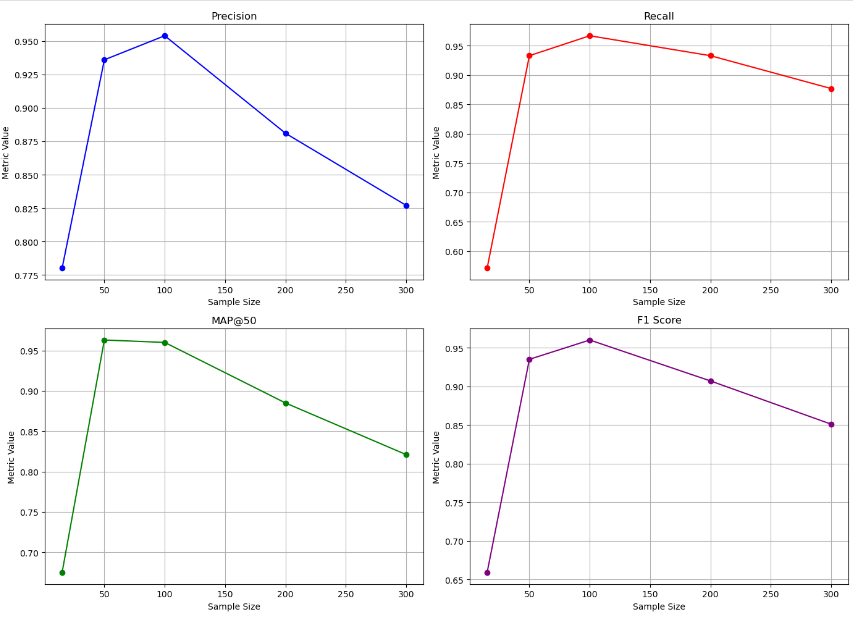 Precision
Metric Value
0.950
0.925
0.900
0.875
0.850
0.825
0.800
0.775
50 100 150 200 250 300
Sample Size
Recall
Metric Value
0.95
0.90
0.85
0.80
0.75
0.70
0.65
0.60
50 100 150 200 250 300
Sample Size
MAP@50
Metric Value
0.95
0.90
0.85
0.80
0.75
0.70
50 100 150 200 250 300
Sample Size
F1 Score
Metric Value
0.95
0.90
0.85
0.80
0.75
0.70
0.65
50 100 150 200 250 300
Sample Size